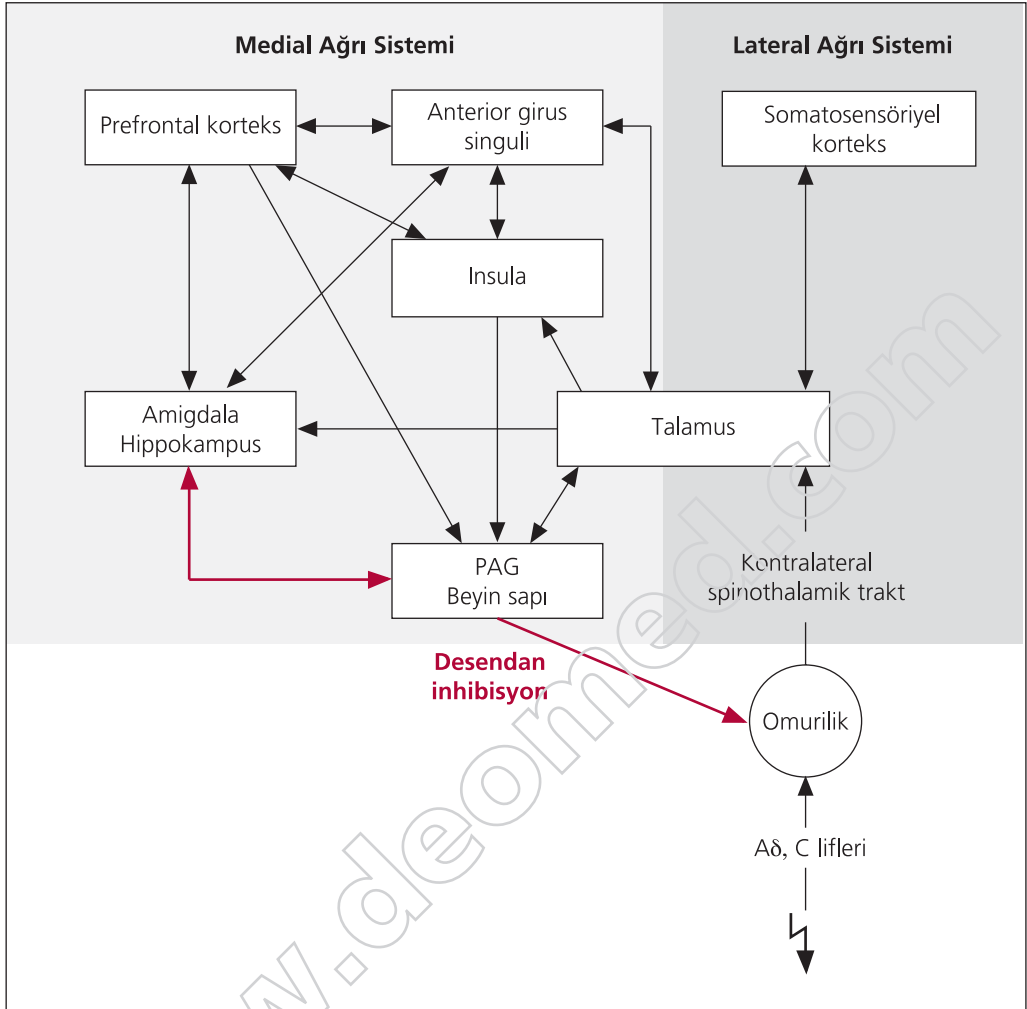 Medial Ağrı Sistemi
Lateral Ağrı Sistemi
Prefrontal korteks
Anterior girus
singuli
Somatosensöriyel
korteks
Insula
Amigdala
Hippokampus
Talamus
PAG
Beyin sapı
Kontralateral
spinothalamik trakt
Desendan
inhibisyon
Omurilik
Aδ, C lifleri
w.deomed.com